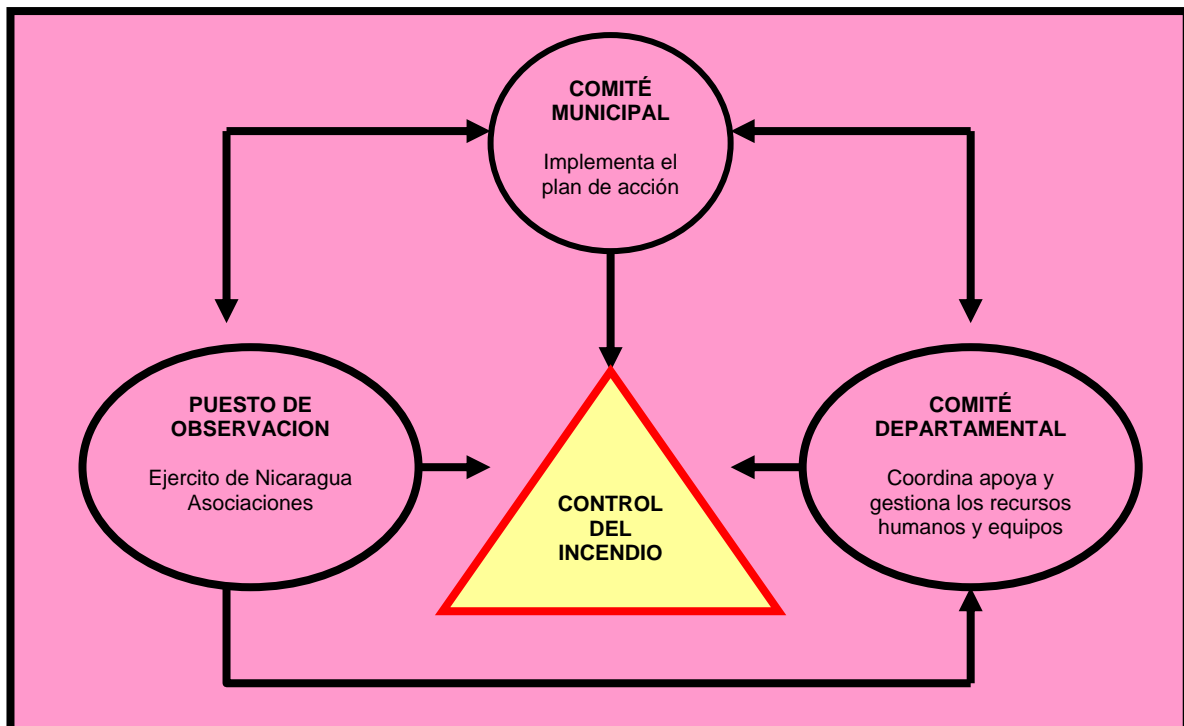 COMITÉ
MUNICIPAL
Implementa el
plan de acción
PUESTO DE
OBSERVACION
Ejercito de Nicaragua
Asociaciones
CONTROL
DEL
INCENDIO
COMITÉ
DEPARTAMENTAL
Coordina apoya y
gestiona los recursos
humanos y equipos